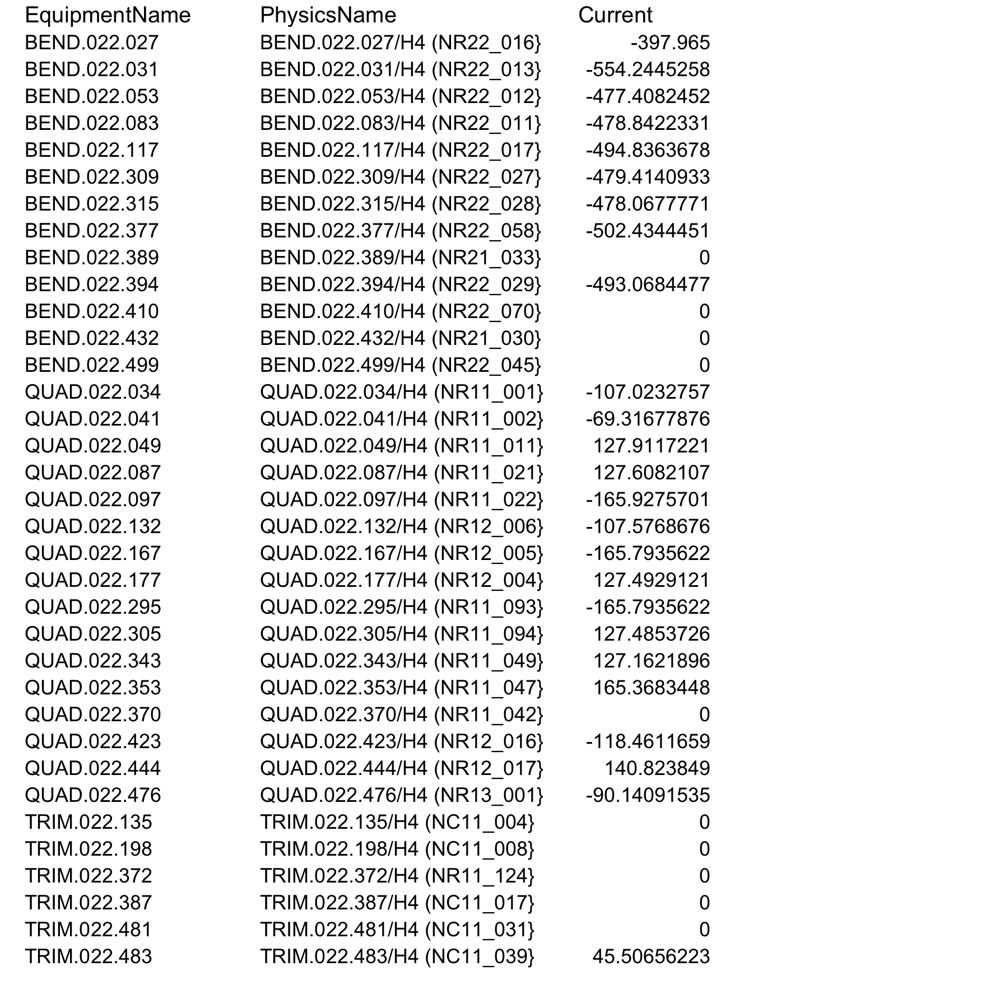 EquipmentName PhysicsName Current
BEND.022.027 BEND.022.027/H4 (NR22_016} -397.965
BEND.022.031 BEND.022.031/H4 (NR22_013} -554.2445258
BEND.022.053 BEND.022.053/H4 (NR22_012} -477.4082452
BEND.022.083 BEND.022.083/H4 (NR22_011} -478.8422331
BEND.022.117 BEND.022.117/H4 (NR22_017} -494.8363678
BEND.022.309 BEND.022.309/H4 (NR22_027} -479.4140933
BEND.022.315 BEND.022.315/H4 (NR22_028} -478.0677771
BEND.022.377 BEND.022.377/H4 (NR22_058} -502.4344451
BEND.022.389 BEND.022.389/H4 (NR21_033} 0
BEND.022.394 BEND.022.394/H4 (NR22_029} -493.0684477
BEND.022.410 BEND.022.410/H4 (NR22_070} 0
BEND.022.432 BEND.022.432/H4 (NR21_030} 0
BEND.022.499 BEND.022.499/H4 (NR22_045} 0
QUAD.022.034 QUAD.022.034/H4 (NR11_001} -107.0232757
QUAD.022.041 QUAD.022.041/H4 (NR11_002} -69.31677876
QUAD.022.049 QUAD.022.049/H4 (NR11_011} 127.9117221
QUAD.022.087 QUAD.022.087/H4 (NR11_021} 127.6082107
QUAD.022.097 QUAD.022.097/H4 (NR11_022} -165.9275701
QUAD.022.132 QUAD.022.132/H4 (NR12_006} -107.5768676
QUAD.022.167 QUAD.022.167/H4 (NR12_005} -165.7935622
QUAD.022.177 QUAD.022.177/H4 (NR12_004} 127.4929121
QUAD.022.295 QUAD.022.295/H4 (NR11_093} -165.7935622
QUAD.022.305 QUAD.022.305/H4 (NR11_094} 127.4853726
QUAD.022.343 QUAD.022.343/H4 (NR11_049} 127.1621896
QUAD.022.353 QUAD.022.353/H4 (NR11_047} 165.3683448
QUAD.022.370 QUAD.022.370/H4 (NR11_042} 0
QUAD.022.423 QUAD.022.423/H4 (NR12_016} -118.4611659
QUAD.022.444 QUAD.022.444/H4 (NR12_017} 140.823849
QUAD.022.476 QUAD.022.476/H4 (NR13_001} -90.14091535
TRIM.022.135 TRIM.022.135/H4 (NC11_004} 0
TRIM.022.198 TRIM.022.198/H4 (NC11_008} 0
TRIM.022.372 TRIM.022.372/H4 (NR11_124} 0
TRIM.022.387 TRIM.022.387/H4 (NC11_017} 0
TRIM.022.481 TRIM.022.481/H4 (NC11_031} 0
TRIM.022.483 TRIM.022.483/H4 (NC11_039} 45.50656223